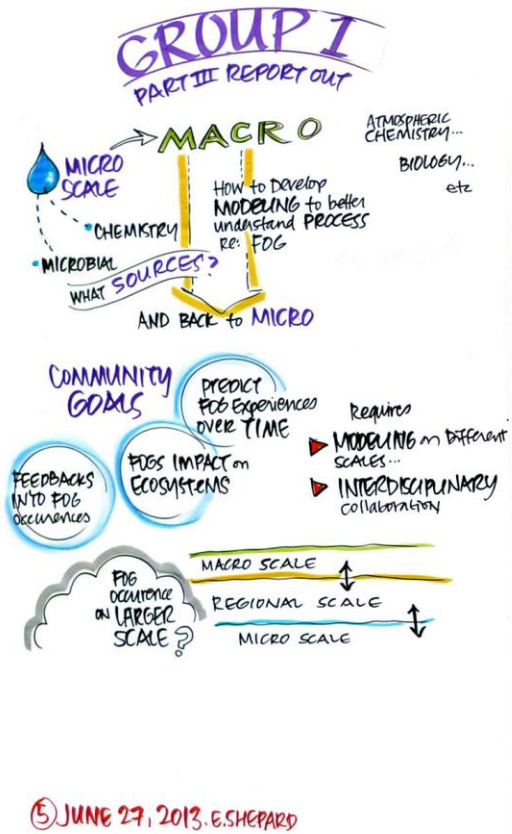 GROUP I
PART III REPORT OUT
MACRO
ATMOSPHERIC
CHEMISTRY...
BIOLOGY...
etc
MICRO
SCALE
• CHEMISTRY
• MICROBIAL
WHAT SOURCES?
HOW to Develop
MODELING to better
understand PROCESS
re: FOG
AND BACK to MICRO
COMMUNITY
GOALS
PREDICT
FOG Experiences
OVER TIME
FOGS IMPACT on
ECOSYSTEMS
FEEDBACKS
INTO FOG
occurences
Requires
MODELING on Different
SCALES...
INTERDISCIPLINARY
collaboration
FOG
occurence
on LARGER
SCALE?
MACRO SCALE
REGIONAL SCALE
MICRO SCALE
5 JUNE 27, 2013. E.SHEPARD